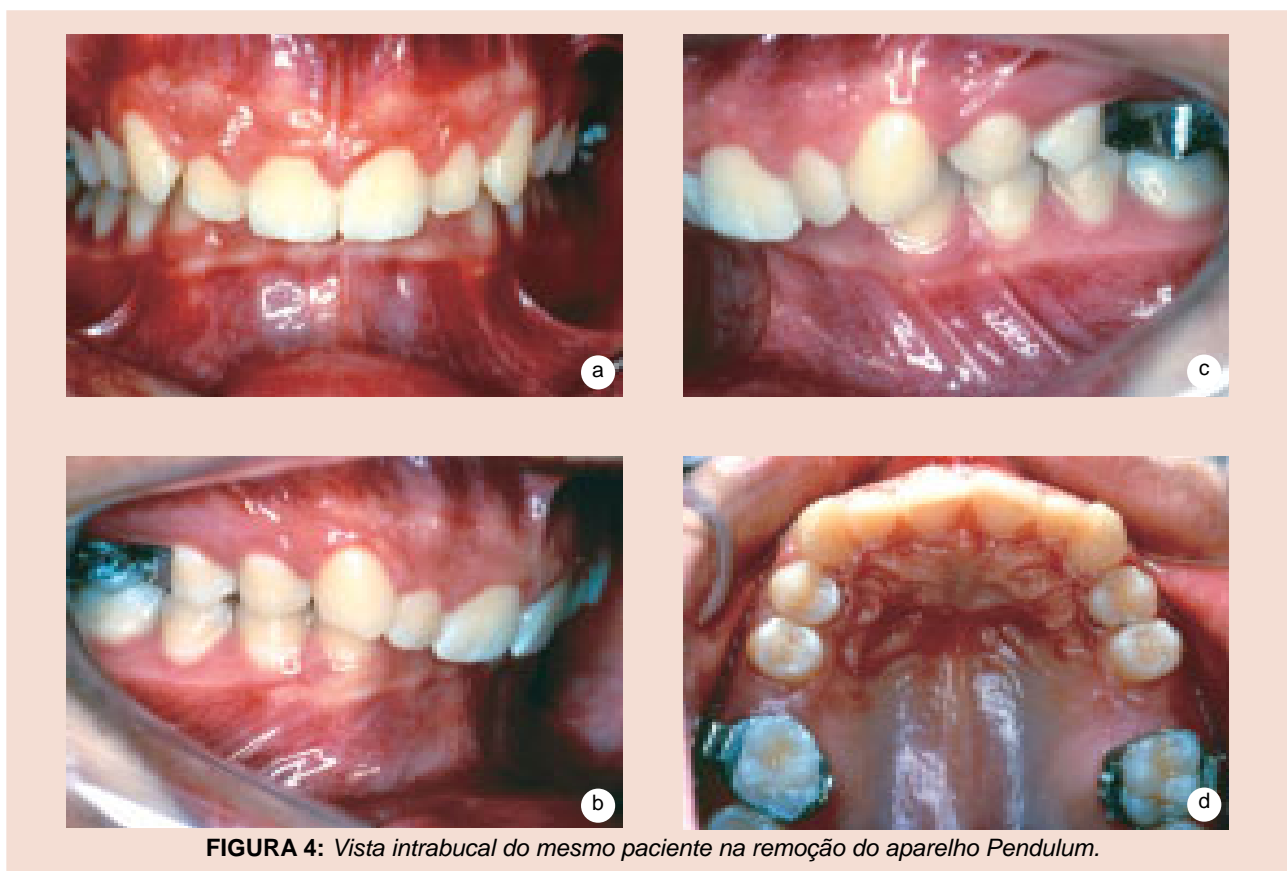 a
c
b
d
FIGURA 4: Vista intrabucal do mesmo paciente na remoção do aparelho Pendulum.